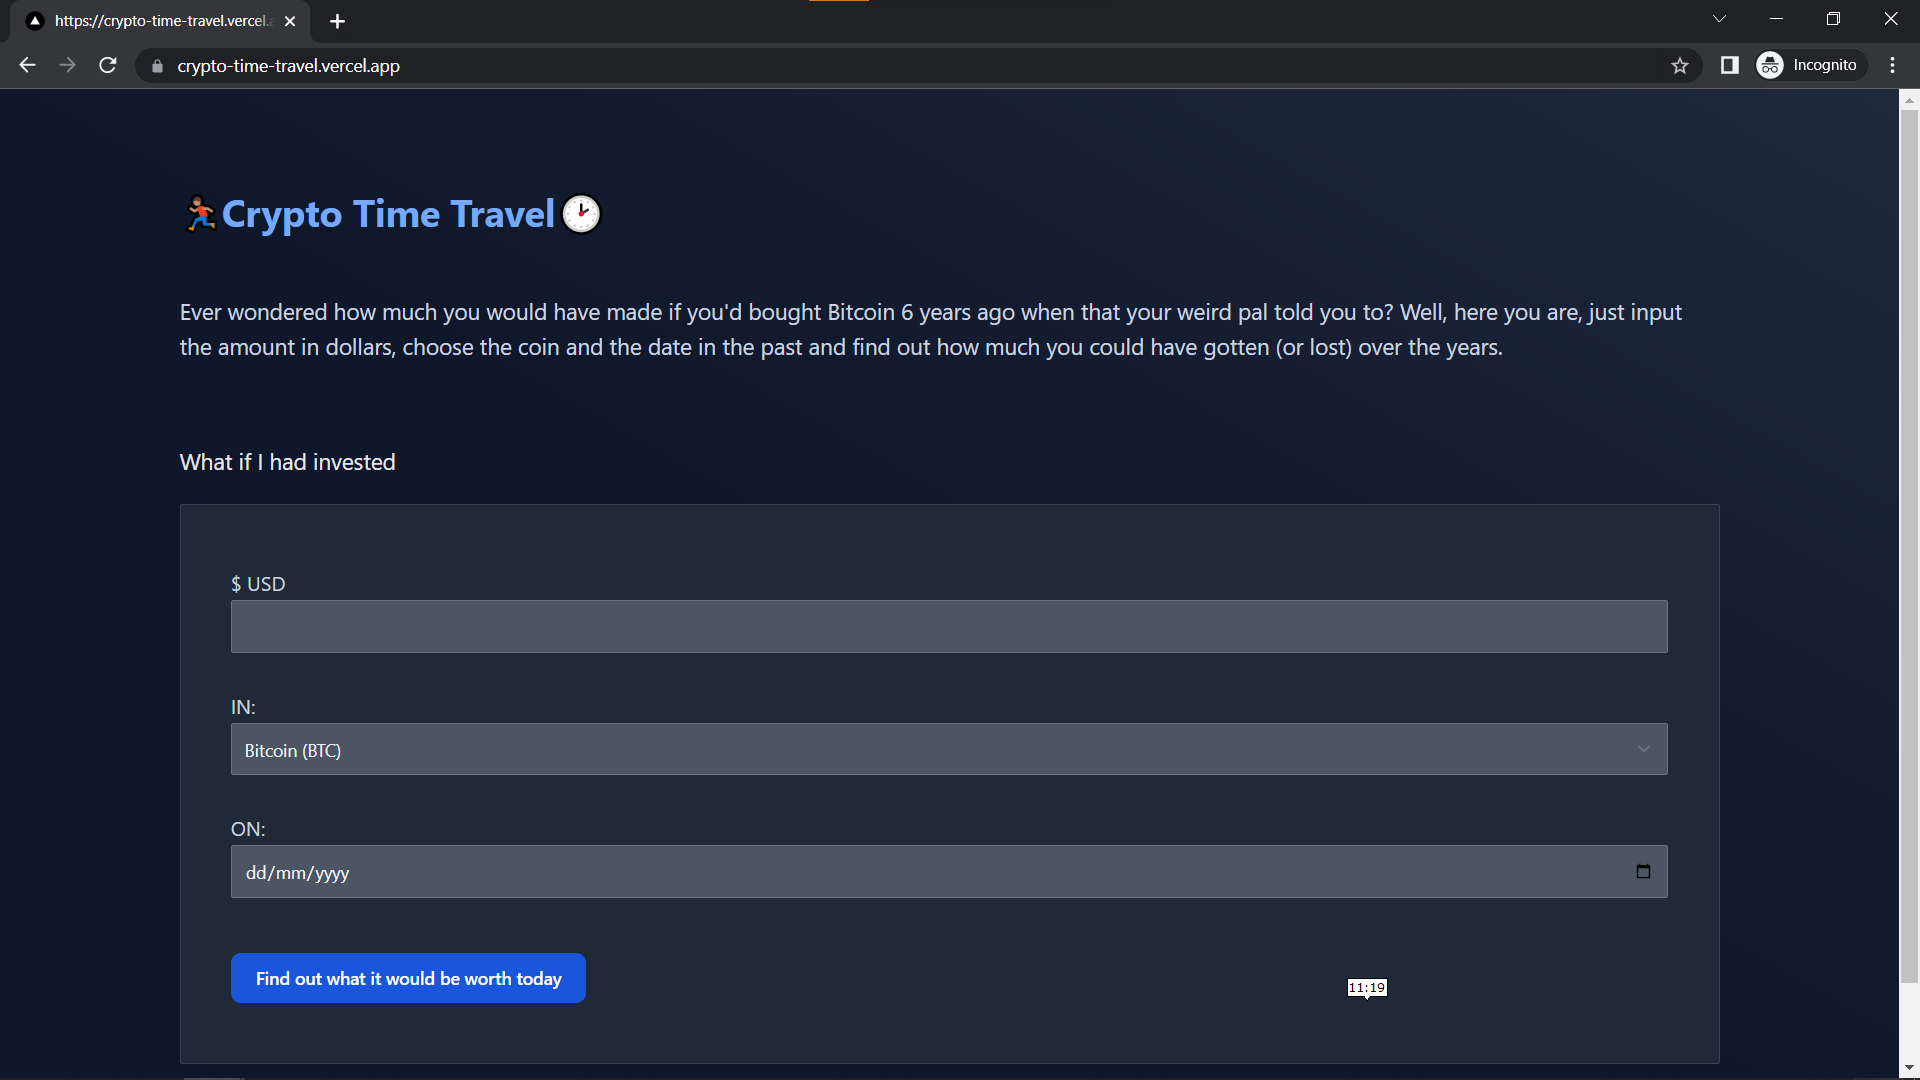 https://crypto-time-travel.vercel.a
crypto-time-travel.vercel.app
Incognito
Crypto Time Travel
Ever wondered how much you would have made if you'd bought Bitcoin 6 years ago when that your weird pal told you to? Well, here you are, just input
the amount in dollars, choose the coin and the date in the past and find out how much you could have gotten (or lost) over the years.
What if I had invested
$ USD
IN:
Bitcoin (BTC)
ON:
dd/mm/yyyy
Find out what it would be worth today
11:19